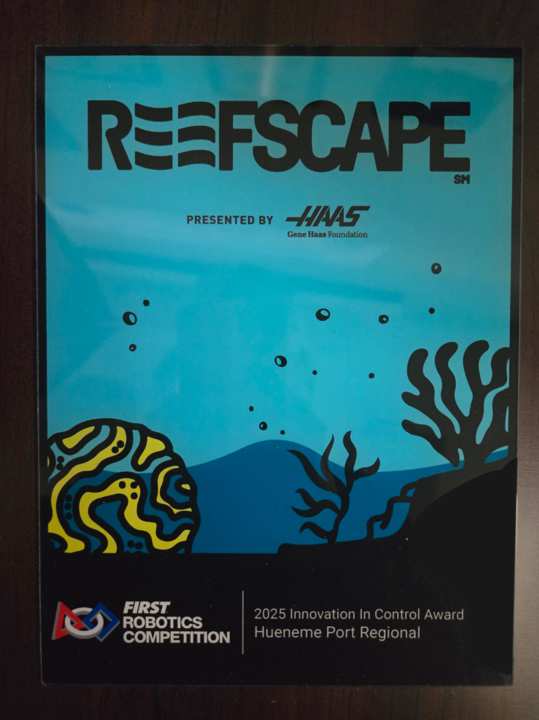 REEFSCAPE
SM
PRESENTED BY HAAS
Gene Haas Foundation
FIRST
ROBOTICS
COMPETITION
2025 Innovation In Control Award
Hueneme Port Regional